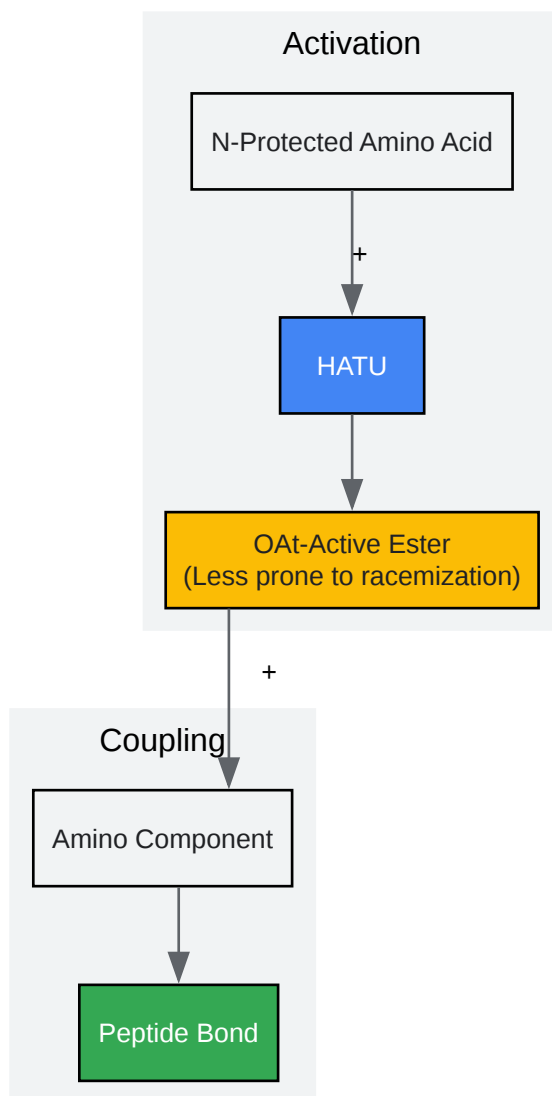 Activation
N-Protected Amino Acid
+
HATU
OAt-Active Ester
(Less prone to racemization)
+
Coupling
Amino Component
Peptide Bond